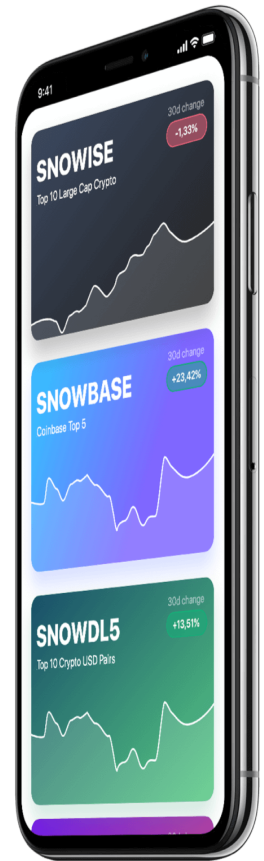 9:41
30d change
-1,33%
SNOWISE
Top 10 Large Cap Crypto
30d change
+23,42%
SNOWBASE
Coinbase Top 5
30d change
+13,51%
SNOWDL5
Top 10 Crypto USD Pairs